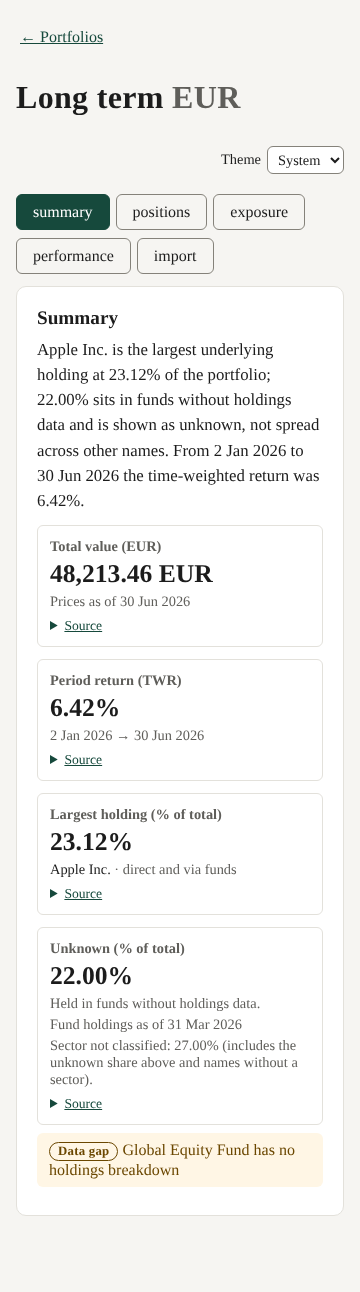 ← Portfolios
Long term EUR
Theme System
summary positions exposure
performance import
Summary
Apple Inc. is the largest underlying
holding at 23.12% of the portfolio;
22.00% sits in funds without holdings
data and is shown as unknown, not spread
across other names. From 2 Jan 2026 to
30 Jun 2026 the time-weighted return was
6.42%.
Total value (EUR)
48,213.46 EUR
Prices as of 30 Jun 2026
Source
Period return (TWR)
6.42%
2 Jan 2026 → 30 Jun 2026
Source
Largest holding (% of total)
23.12%
Apple Inc. · direct and via funds
Source
Unknown (% of total)
22.00%
Held in funds without holdings data.
Fund holdings as of 31 Mar 2026
Sector not classified: 27.00% (includes the
unknown share above and names without a
sector).
Source
Data gap Global Equity Fund has no
holdings breakdown